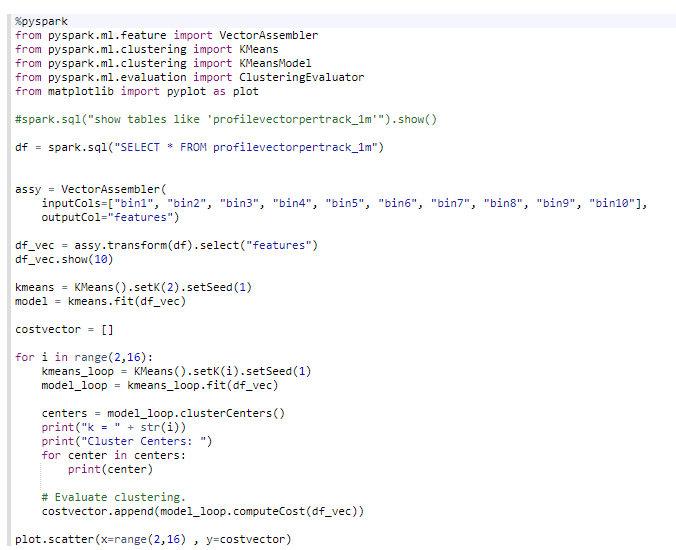 %pyspark
from pyspark.ml.feature import VectorAssembler
from pyspark.ml.clustering import KMeans
from pyspark.ml.clustering import KMeansModel
from pyspark.ml.evaluation import ClusteringEvaluator
from matplotlib import pyplot as plot
#spark.sql("show tables like 'profilevectorpertrack_1m'").show()
df = spark.sql("SELECT * FROM profilevectorpertrack_1m")
assy = VectorAssembler(
    inputCols=["bin1", "bin2", "bin3", "bin4", "bin5", "bin6", "bin7", "bin8", "bin9", "bin10"],
    outputCol="features")
df_vec = assy.transform(df).select("features")
df_vec.show(10)
kmeans = KMeans().setK(2).setSeed(1)
model = kmeans.fit(df_vec)
costvector = []
for i in range(2,16):
    kmeans_loop = KMeans().setK(i).setSeed(1)
    model_loop = kmeans_loop.fit(df_vec)
    centers = model_loop.clusterCenters()
    print("k = " + str(i))
    print("Cluster Centers: ")
    for center in centers:
        print(center)
    # Evaluate clustering.
    costvector.append(model_loop.computeCost(df_vec))
plot.scatter(x=range(2,16) , y=costvector)